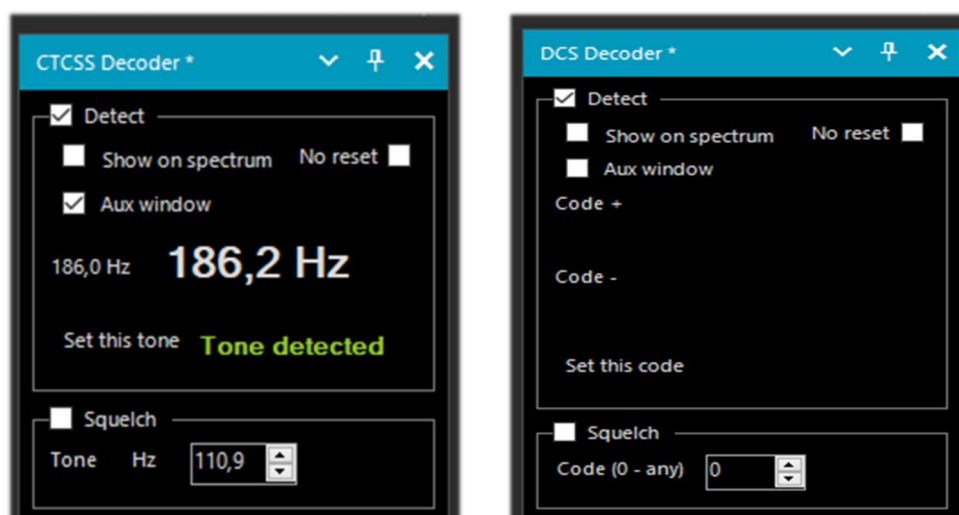 CTCSS Decoder *
Detect
Show on spectrum No reset
Aux window
186,0 Hz 186,2 Hz
Set this tone Tone detected
Squelch
Tone Hz 110,9
DCS Decoder *
Detect
Show on spectrum No reset
Aux window
Code +
Code -
Set this code
Squelch
Code (0 - any) 0